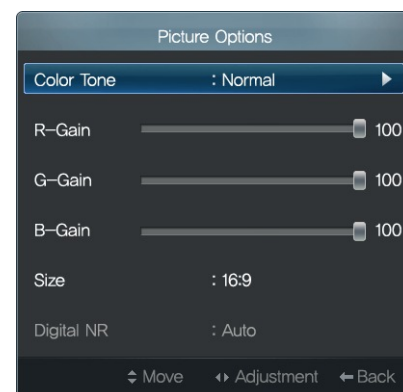 Picture Options
Color Tone : Normal
R-Gain 100
G-Gain 100
B-Gain 100
Size : 16:9
Digital NR : Auto
Move Adjustment Back